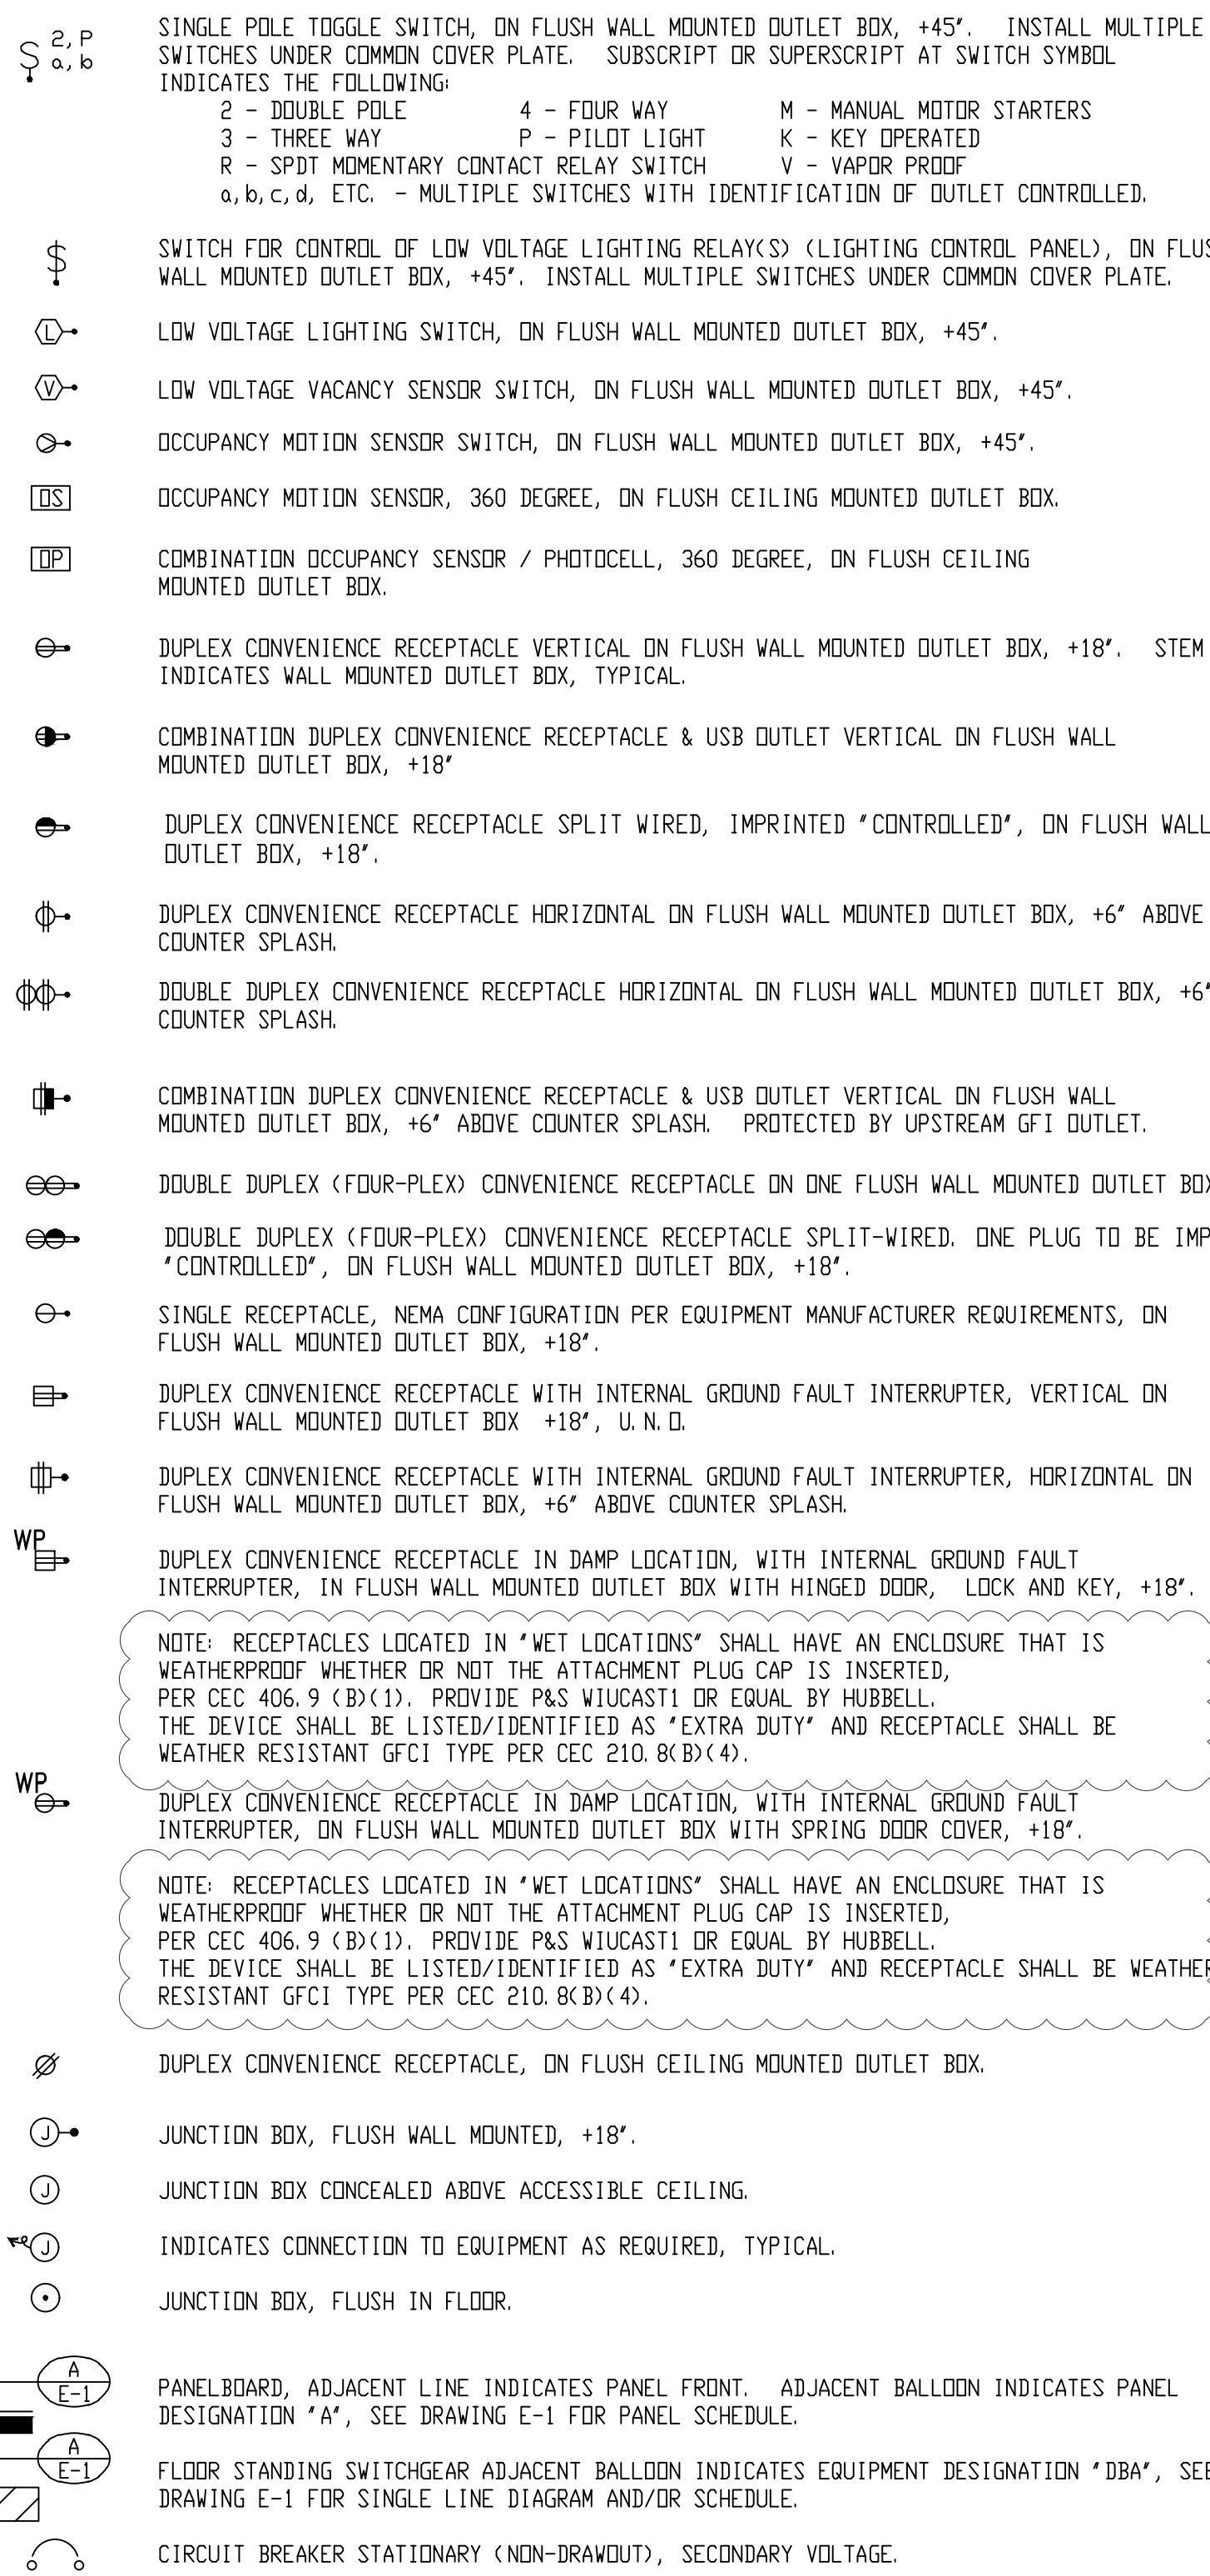 S 2, P
a, b
SINGLE POLE TOGGLE SWITCH, ON FLUSH WALL MOUNTED OUTLET BOX, +45". INSTALL MULTIPLE
SWITCHES UNDER COMMON COVER PLATE. SUBSCRIPT OR SUPERSCRIPT AT SWITCH SYMBOL
INDICATES THE FOLLOWING:
2 - DOUBLE POLE 4 - FOUR WAY M - MANUAL MOTOR STARTERS
3 - THREE WAY P - PILOT LIGHT K - KEY OPERATED
R - SPDT MOMENTARY CONTACT RELAY SWITCH V - VAPOR PROOF
a,b,c,d, ETC. - MULTIPLE SWITCHES WITH IDENTIFICATION OF OUTLET CONTROLLED.
$ SWITCH FOR CONTROL OF LOW VOLTAGE LIGHTING RELAY(S) (LIGHTING CONTROL PANEL), ON FLUS
WALL MOUNTED OUTLET BOX, +45". INSTALL MULTIPLE SWITCHES UNDER COMMON COVER PLATE.
L LOW VOLTAGE LIGHTING SWITCH, ON FLUSH WALL MOUNTED OUTLET BOX, +45".
V LOW VOLTAGE VACANCY SENSOR SWITCH, ON FLUSH WALL MOUNTED OUTLET BOX, +45".
OCCUPANCY MOTION SENSOR SWITCH, ON FLUSH WALL MOUNTED OUTLET BOX, +45".
OS OCCUPANCY MOTION SENSOR, 360 DEGREE, ON FLUSH CEILING MOUNTED OUTLET BOX.
OP COMBINATION OCCUPANCY SENSOR / PHOTOCELL, 360 DEGREE, ON FLUSH CEILING
MOUNTED OUTLET BOX.
DUPLEX CONVENIENCE RECEPTACLE VERTICAL ON FLUSH WALL MOUNTED OUTLET BOX, +18". STEM
INDICATES WALL MOUNTED OUTLET BOX, TYPICAL.
COMBINATION DUPLEX CONVENIENCE RECEPTACLE & USB OUTLET VERTICAL ON FLUSH WALL
MOUNTED OUTLET BOX, +18"
DUPLEX CONVENIENCE RECEPTACLE SPLIT WIRED, IMPRINTED "CONTROLLED", ON FLUSH WALL
OUTLET BOX, +18".
DUPLEX CONVENIENCE RECEPTACLE HORIZONTAL ON FLUSH WALL MOUNTED OUTLET BOX, +6" ABOVE
COUNTER SPLASH.
DOUBLE DUPLEX CONVENIENCE RECEPTACLE HORIZONTAL ON FLUSH WALL MOUNTED OUTLET BOX, +6"
COUNTER SPLASH.
COMBINATION DUPLEX CONVENIENCE RECEPTACLE & USB OUTLET VERTICAL ON FLUSH WALL
MOUNTED OUTLET BOX, +6" ABOVE COUNTER SPLASH. PROTECTED BY UPSTREAM GFI OUTLET.
DOUBLE DUPLEX (FOUR-PLEX) CONVENIENCE RECEPTACLE ON ONE FLUSH WALL MOUNTED OUTLET BOX
DOUBLE DUPLEX (FOUR-PLEX) CONVENIENCE RECEPTACLE SPLIT-WIRED. ONE PLUG TO BE IMP
"CONTROLLED", ON FLUSH WALL MOUNTED OUTLET BOX, +18".
SINGLE RECEPTACLE, NEMA CONFIGURATION PER EQUIPMENT MANUFACTURER REQUIREMENTS, ON
FLUSH WALL MOUNTED OUTLET BOX, +18".
DUPLEX CONVENIENCE RECEPTACLE WITH INTERNAL GROUND FAULT INTERRUPTER, VERTICAL ON
FLUSH WALL MOUNTED OUTLET BOX +18", U.N.O.
DUPLEX CONVENIENCE RECEPTACLE WITH INTERNAL GROUND FAULT INTERRUPTER, HORIZONTAL ON
FLUSH WALL MOUNTED OUTLET BOX, +6" ABOVE COUNTER SPLASH.
WP
DUPLEX CONVENIENCE RECEPTACLE IN DAMP LOCATION, WITH INTERNAL GROUND FAULT
INTERRUPTER, IN FLUSH WALL MOUNTED OUTLET BOX WITH HINGED DOOR, LOCK AND KEY, +18".
NOTE: RECEPTACLES LOCATED IN "WET LOCATIONS" SHALL HAVE AN ENCLOSURE THAT IS
WEATHERPROOF WHETHER OR NOT THE ATTACHMENT PLUG CAP IS INSERTED,
PER CEC 406.9 (B)(1). PROVIDE P&S WIUCAST1 OR EQUAL BY HUBBELL.
THE DEVICE SHALL BE LISTED/IDENTIFIED AS "EXTRA DUTY" AND RECEPTACLE SHALL BE
WEATHER RESISTANT GFCI TYPE PER CEC 210.8(B)(4).
WP
DUPLEX CONVENIENCE RECEPTACLE IN DAMP LOCATION, WITH INTERNAL GROUND FAULT
INTERRUPTER, ON FLUSH WALL MOUNTED OUTLET BOX WITH SPRING DOOR COVER, +18".
NOTE: RECEPTACLES LOCATED IN "WET LOCATIONS" SHALL HAVE AN ENCLOSURE THAT IS
WEATHERPROOF WHETHER OR NOT THE ATTACHMENT PLUG CAP IS INSERTED,
PER CEC 406.9 (B)(1). PROVIDE P&S WIUCAST1 OR EQUAL BY HUBBELL.
THE DEVICE SHALL BE LISTED/IDENTIFIED AS "EXTRA DUTY" AND RECEPTACLE SHALL BE WEATHER
RESISTANT GFCI TYPE PER CEC 210.8(B)(4).
DUPLEX CONVENIENCE RECEPTACLE, ON FLUSH CEILING MOUNTED OUTLET BOX.
J JUNCTION BOX, FLUSH WALL MOUNTED, +18".
J JUNCTION BOX CONCEALED ABOVE ACCESSIBLE CEILING.
J INDICATES CONNECTION TO EQUIPMENT AS REQUIRED, TYPICAL.
JUNCTION BOX, FLUSH IN FLOOR.
A
E-1
PANELBOARD, ADJACENT LINE INDICATES PANEL FRONT. ADJACENT BALLOON INDICATES PANEL
DESIGNATION "A", SEE DRAWING E-1 FOR PANEL SCHEDULE.
A
E-1
FLOOR STANDING SWITCHGEAR ADJACENT BALLOON INDICATES EQUIPMENT DESIGNATION "DBA", SEE
DRAWING E-1 FOR SINGLE LINE DIAGRAM AND/OR SCHEDULE.
CIRCUIT BREAKER STATIONARY (NON-DRAWOUT), SECONDARY VOLTAGE.